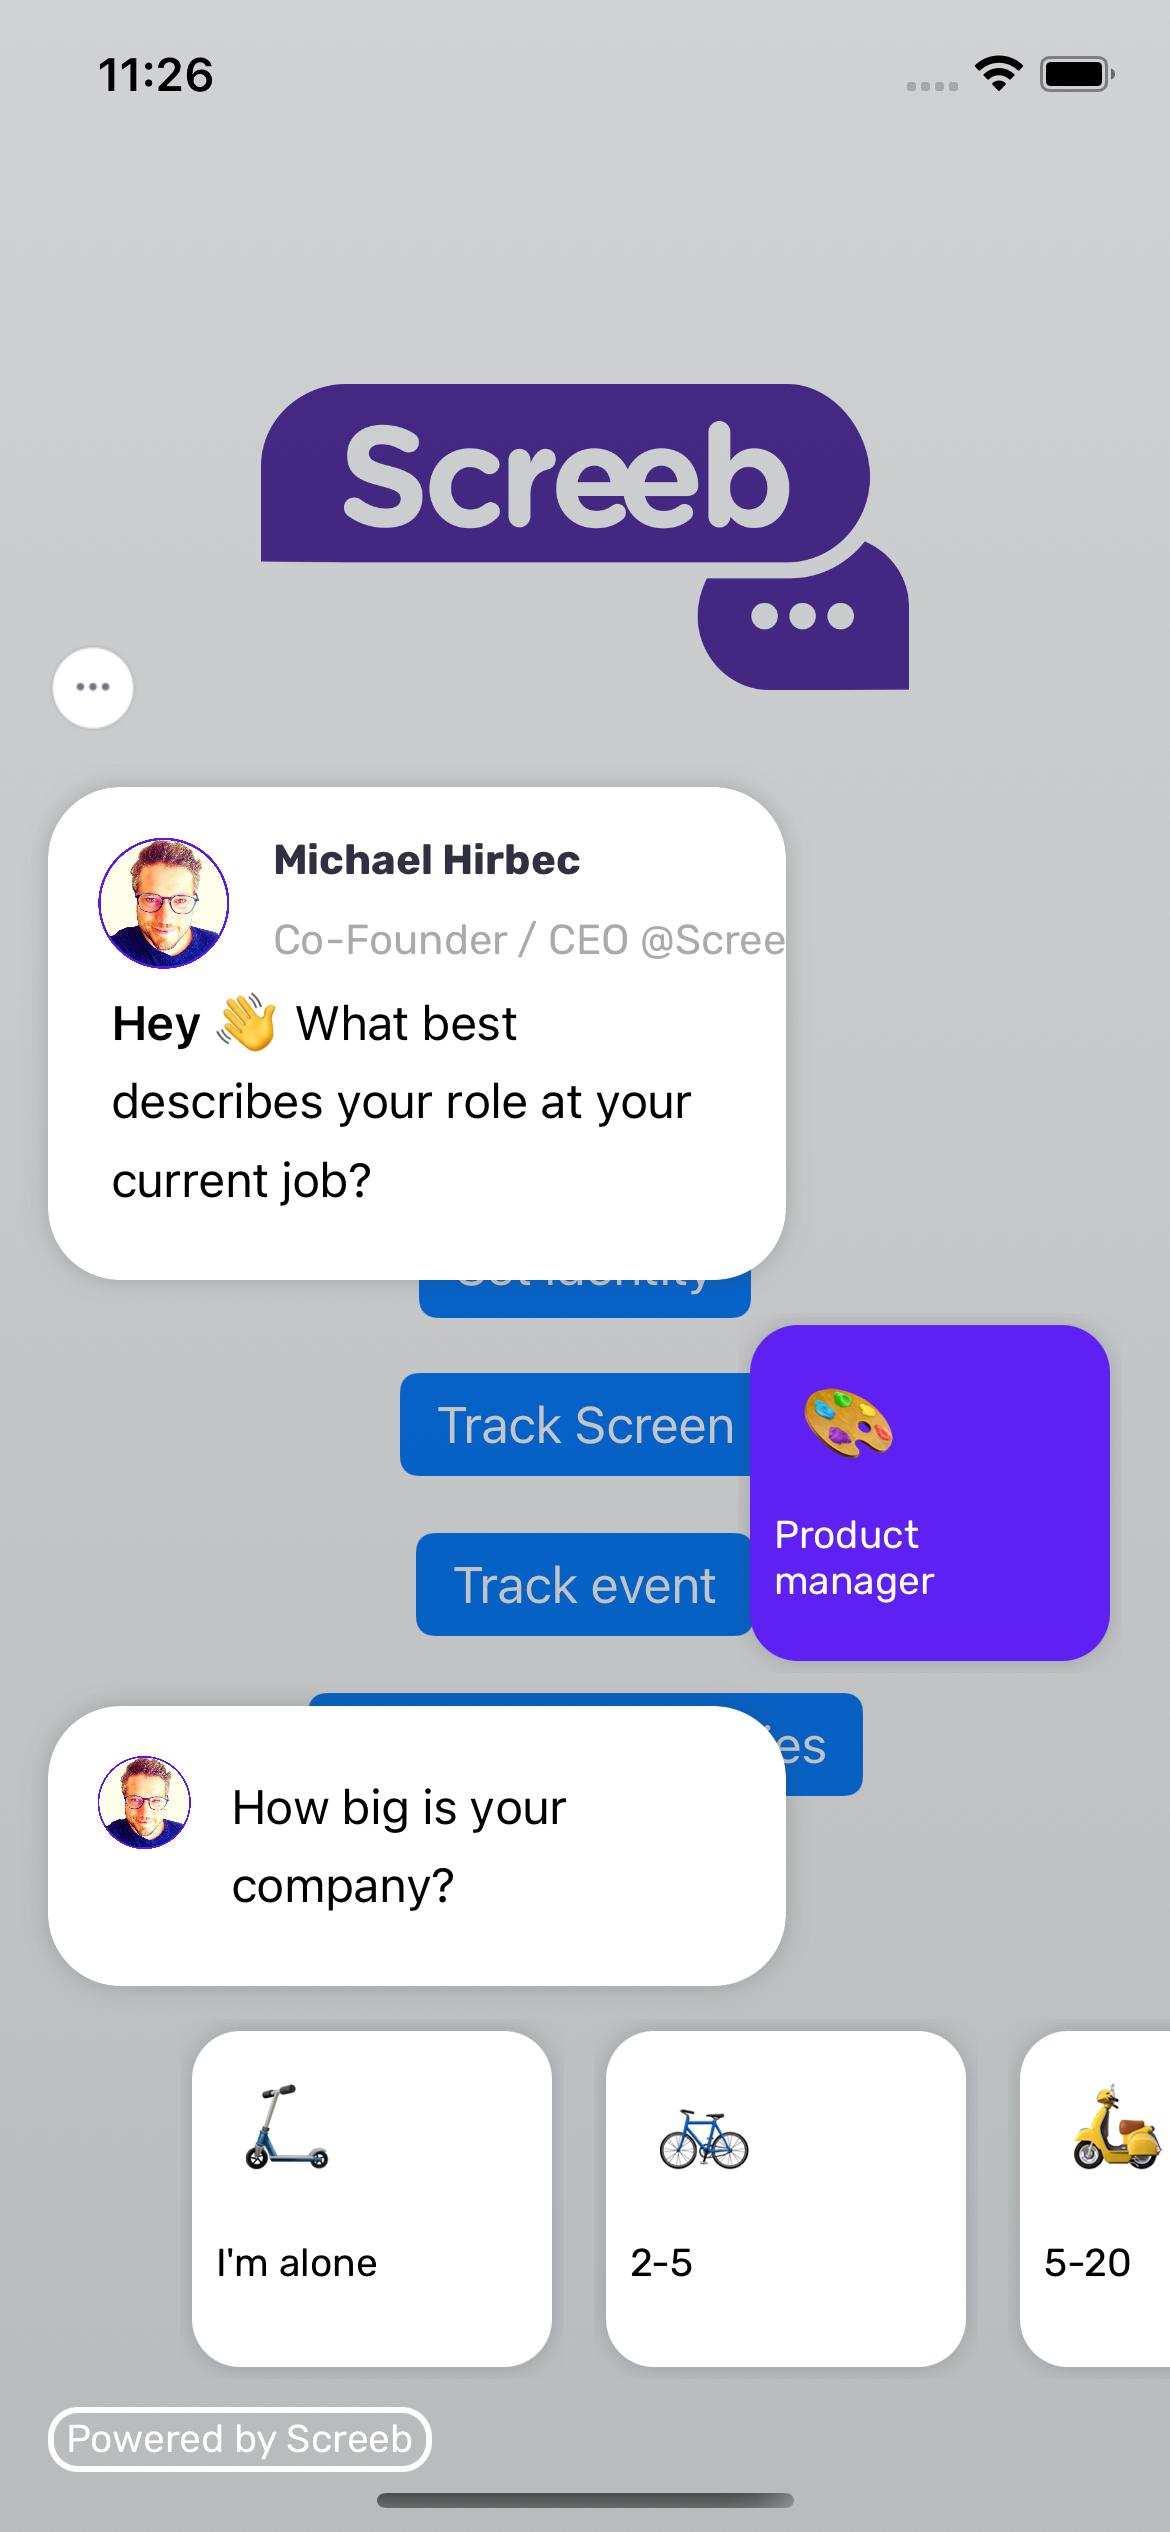 11:26
Screeb
Michael Hirbec
Co-Founder / CEO @Scree
Hey 👋 What best
describes your role at your
current job?
Set Identity
Track Screen
Product
manager
Track event
es
How big is your
company?
I'm alone
2-5
5-20
Powered by Screeb